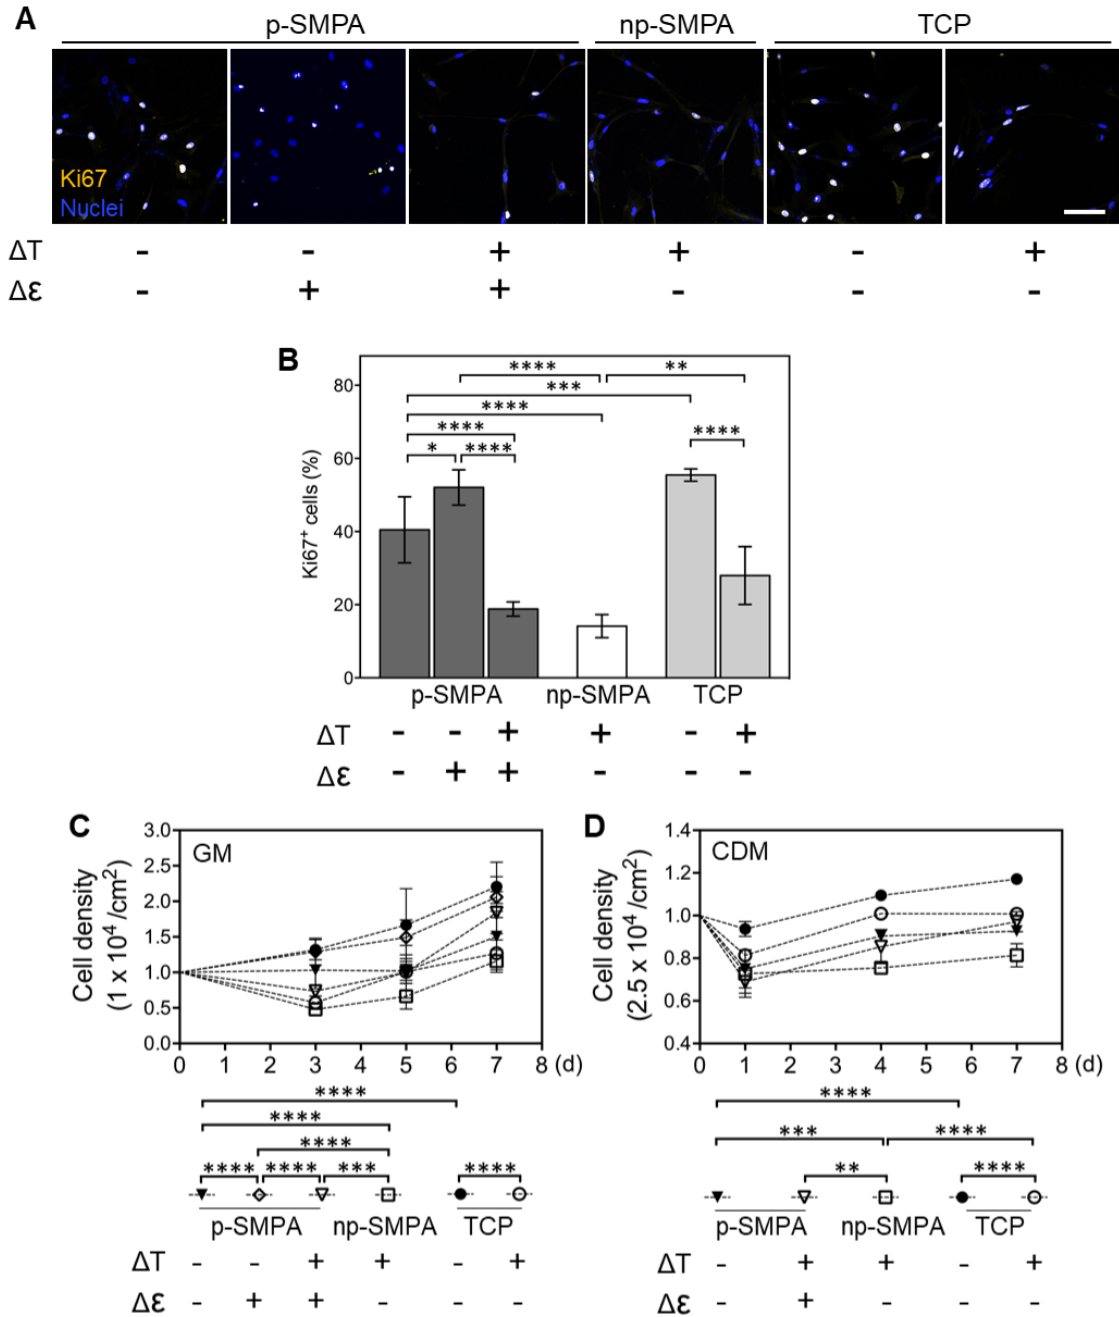 A
p-SMPA np-SMPA TCP
Ki67
Nuclei
ΔT - - + + - +
Δε - + + - - -
B
**** **
***
****
****
* **** ****
Ki67+ cells (%)
80
60
40
20
0
p-SMPA np-SMPA TCP
ΔT - - + + - +
Δε - + + - - -
C
GM
Cell density
(1 x 10^4 /cm^2)
3.0
2.5
2.0
1.5
1.0
0.5
0.0
0 1 2 3 4 5 6 7 8 (d)
****
****
****
**** **** *** ****
p-SMPA np-SMPA TCP
ΔT - - + + - +
Δε - + + - - -
D
CDM
Cell density
(2.5 x 10^4 /cm^2)
1.4
1.2
1.0
0.8
0.6
0.4
0 1 2 3 4 5 6 7 8 (d)
****
*** ****
** ****
p-SMPA np-SMPA TCP
ΔT - + + - +
Δε - + - - -